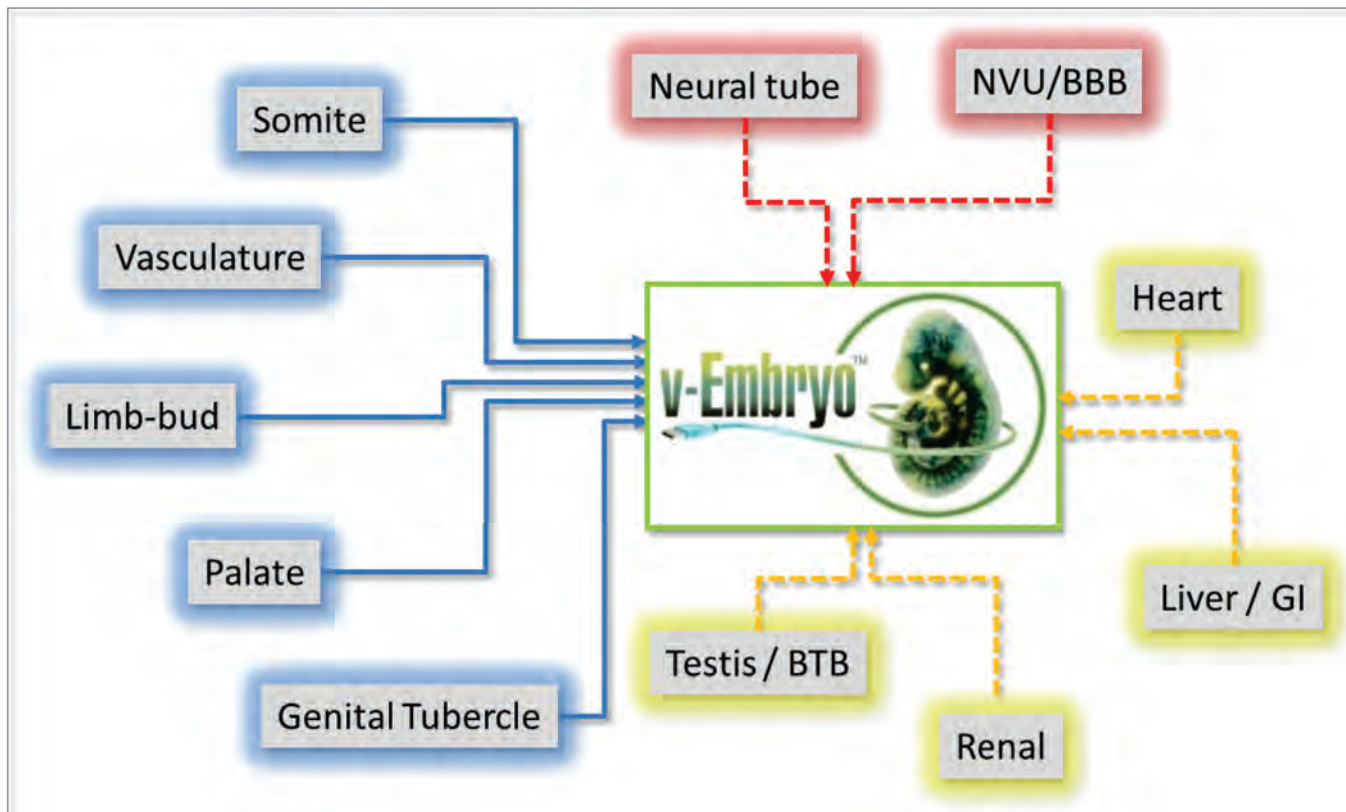 Neural tube
NVU/BBB
Somite
Vasculature
Heart
Limb-bud
v-Embryo™
Palate
Liver / GI
Testis / BTB
Genital Tubercle
Renal